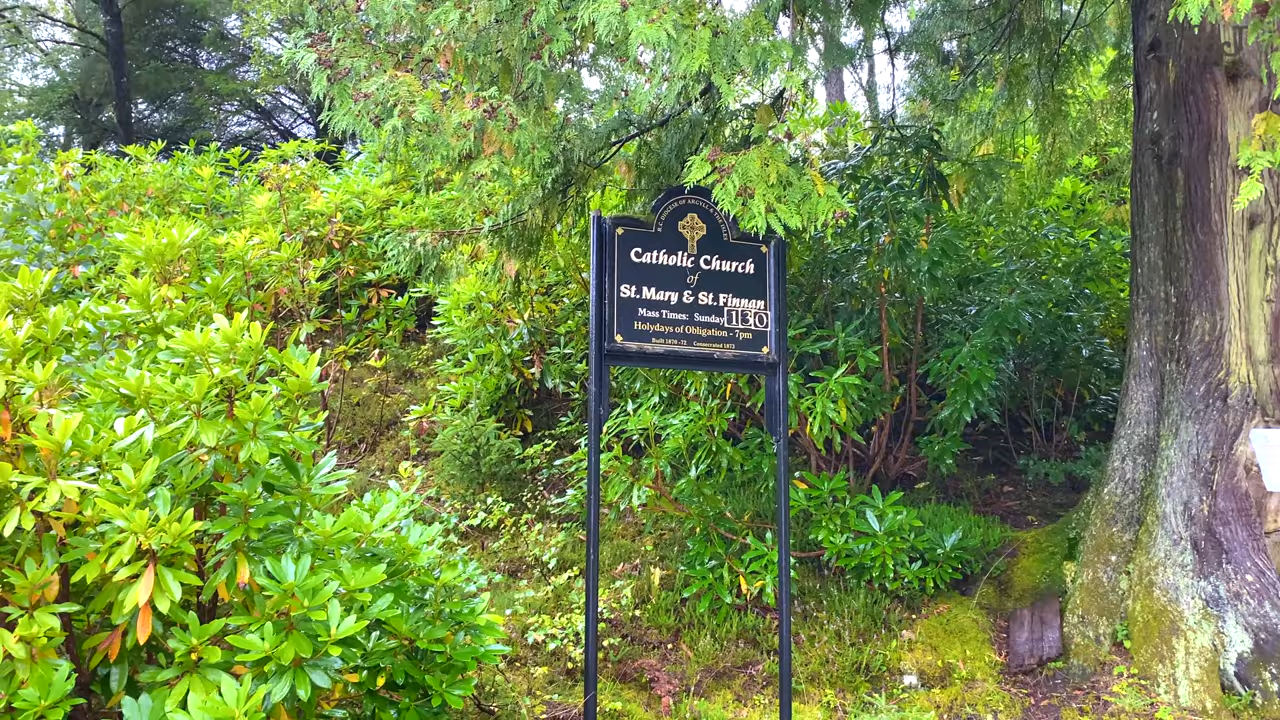 R.C. DIOCESE OF ARGYLL & THE ISLES
Catholic Church
of
St. Mary & St. Finnan
Mass Times: Sunday 130
Holydays of Obligation - 7pm
Built 1870 - 72 Consecrated 1873